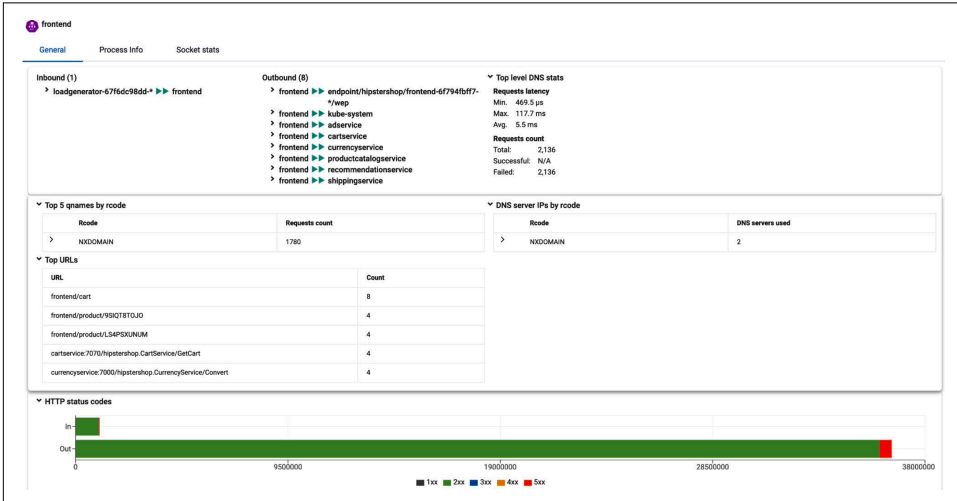 frontend
General Process Info Socket stats
Inbound (1)
loadgenerator-67f6dc98dd-* frontend
Outbound (8)
frontend endpoint/hipstershop/frontend-6f794fbff7-
*/wep
frontend kube-system
frontend adservice
frontend cartservice
frontend currencyservice
frontend productcatalogservice
frontend recommendationservice
frontend shippingservice
Top level DNS stats
Requests latency
Min. 469.5 µs
Max. 117.7 ms
Avg. 5.5 ms
Requests count
Total: 2,136
Successful: N/A
Failed: 2,136
Top 5 qnames by rcode
Rcode Requests count
NXDOMAIN 1780
DNS server IPs by rcode
Rcode DNS servers used
NXDOMAIN 2
Top URLs
URL Count
frontend/cart 8
frontend/product/9SIQT8TOJO 4
frontend/product/LS4PSXUNUM 4
cartservice:7070/hipstershop.CartService/GetCart 4
currencyservice:7000/hipstershop.CurrencyService/Convert 4
HTTP status codes
In
Out
0 9500000 19000000 28500000 38000000
1xx 2xx 3xx 4xx 5xx